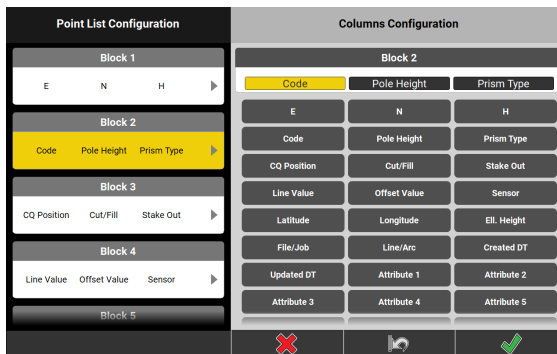 Point List Configuration
Block 1
E N H
Block 2
Code Pole Height Prism Type
Block 3
CQ Position Cut/Fill Stake Out
Block 4
Line Value Offset Value Sensor
Block 5
Columns Configuration
Block 2
Code Pole Height Prism Type
E N H
Code Pole Height Prism Type
CQ Position Cut/Fill Stake Out
Line Value Offset Value Sensor
Latitude Longitude Ell. Height
File/Job Line/Arc Created DT
Updated DT Attribute 1 Attribute 2
Attribute 3 Attribute 4 Attribute 5